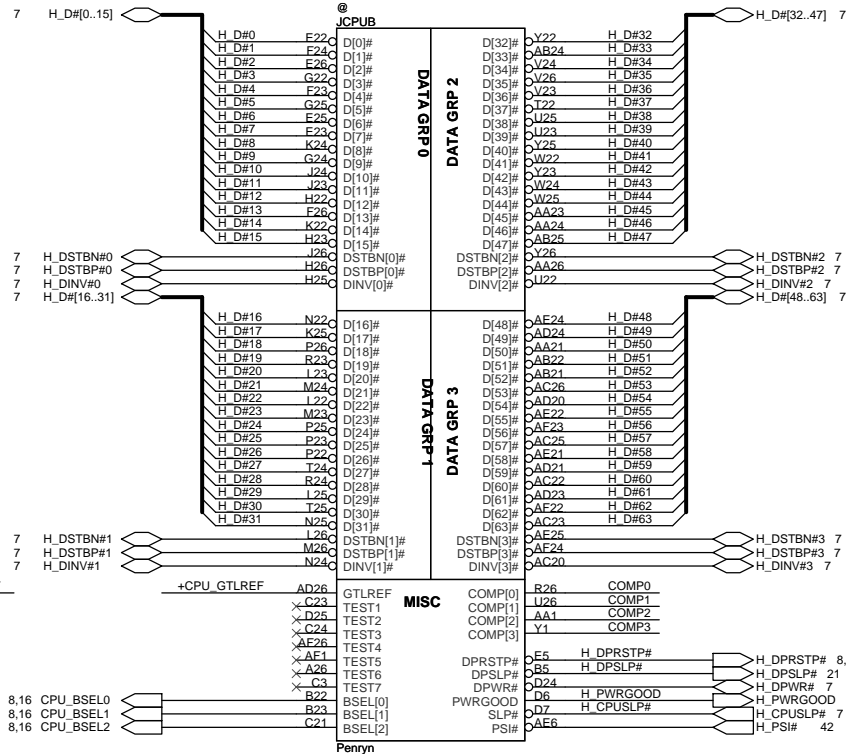 @
JCPUB
7 H_D#[0..15]
H_D#[32..47] 7
H_D#0 E22 D[0]# D[32]# Y22 H_D#32
H_D#1 F24 D[1]# D[33]# AB24 H_D#33
H_D#2 E26 D[2]# D[34]# V24 H_D#34
H_D#3 G22 D[3]# D[35]# V26 H_D#35
H_D#4 F23 D[4]# D[36]# V23 H_D#36
H_D#5 G25 D[5]# D[37]# T22 H_D#37
H_D#6 E25 D[6]# D[38]# U25 H_D#38
H_D#7 E23 D[7]# D[39]# U23 H_D#39
H_D#8 K24 D[8]# D[40]# Y25 H_D#40
H_D#9 G24 D[9]# D[41]# W22 H_D#41
H_D#10 J24 D[10]# D[42]# Y23 H_D#42
H_D#11 J23 D[11]# D[43]# W24 H_D#43
H_D#12 H22 D[12]# D[44]# W25 H_D#44
H_D#13 F26 D[13]# D[45]# AA23 H_D#45
H_D#14 K22 D[14]# D[46]# AA24 H_D#46
H_D#15 H23 D[15]# D[47]# AB25 H_D#47
7 H_DSTBN#0 J26 DSTBN[0]# DSTBN[2]# Y26 H_DSTBN#2 7
7 H_DSTBP#0 H26 DSTBP[0]# DSTBP[2]# AA26 H_DSTBP#2 7
7 H_DINV#0 H25 DINV[0]# DINV[2]# U22 H_DINV#2 7
DATA GRP 0
DATA GRP 2
7 H_D#[16..31]
H_D#[48..63] 7
H_D#16 N22 D[16]# D[48]# AE24 H_D#48
H_D#17 K25 D[17]# D[49]# AD24 H_D#49
H_D#18 P26 D[18]# D[50]# AA21 H_D#50
H_D#19 R23 D[19]# D[51]# AB22 H_D#51
H_D#20 L23 D[20]# D[52]# AB21 H_D#52
H_D#21 M24 D[21]# D[53]# AC26 H_D#53
H_D#22 L22 D[22]# D[54]# AD20 H_D#54
H_D#23 M23 D[23]# D[55]# AE22 H_D#55
H_D#24 P25 D[24]# D[56]# AF23 H_D#56
H_D#25 P23 D[25]# D[57]# AC25 H_D#57
H_D#26 P22 D[26]# D[58]# AE21 H_D#58
H_D#27 T24 D[27]# D[59]# AD21 H_D#59
H_D#28 R24 D[28]# D[60]# AC22 H_D#60
H_D#29 L25 D[29]# D[61]# AD23 H_D#61
H_D#30 T25 D[30]# D[62]# AF22 H_D#62
H_D#31 N25 D[31]# D[63]# AC23 H_D#63
7 H_DSTBN#1 L26 DSTBN[1]# DSTBN[3]# AE25 H_DSTBN#3 7
7 H_DSTBP#1 M26 DSTBP[1]# DSTBP[3]# AF24 H_DSTBP#3 7
7 H_DINV#1 N24 DINV[1]# DINV[3]# AC20 H_DINV#3 7
DATA GRP 1
DATA GRP 3
+CPU_GTLREF AD26 GTLREF MISC COMP[0] R26 COMP0
C23 TEST1 COMP[1] U26 COMP1
D25 TEST2 COMP[2] AA1 COMP2
C24 TEST3 COMP[3] Y1 COMP3
AF26 TEST4
AF1 TEST5 DPRSTP# E5 H_DPRSTP# H_DPRSTP# 8,
A26 TEST6 DPSLP# B5 H_DPSLP# H_DPSLP# 21
C3 TEST7 DPWR# D24 H_DPWR# 7
8,16 CPU_BSEL0 B22 BSEL[0] PWRGOOD D6 H_PWRGOOD H_PWRGOOD
8,16 CPU_BSEL1 B23 BSEL[1] SLP# D7 H_CPUSLP# H_CPUSLP# 7
8,16 CPU_BSEL2 C21 BSEL[2] PSI# AE6 H_PSI# 42
Penryn